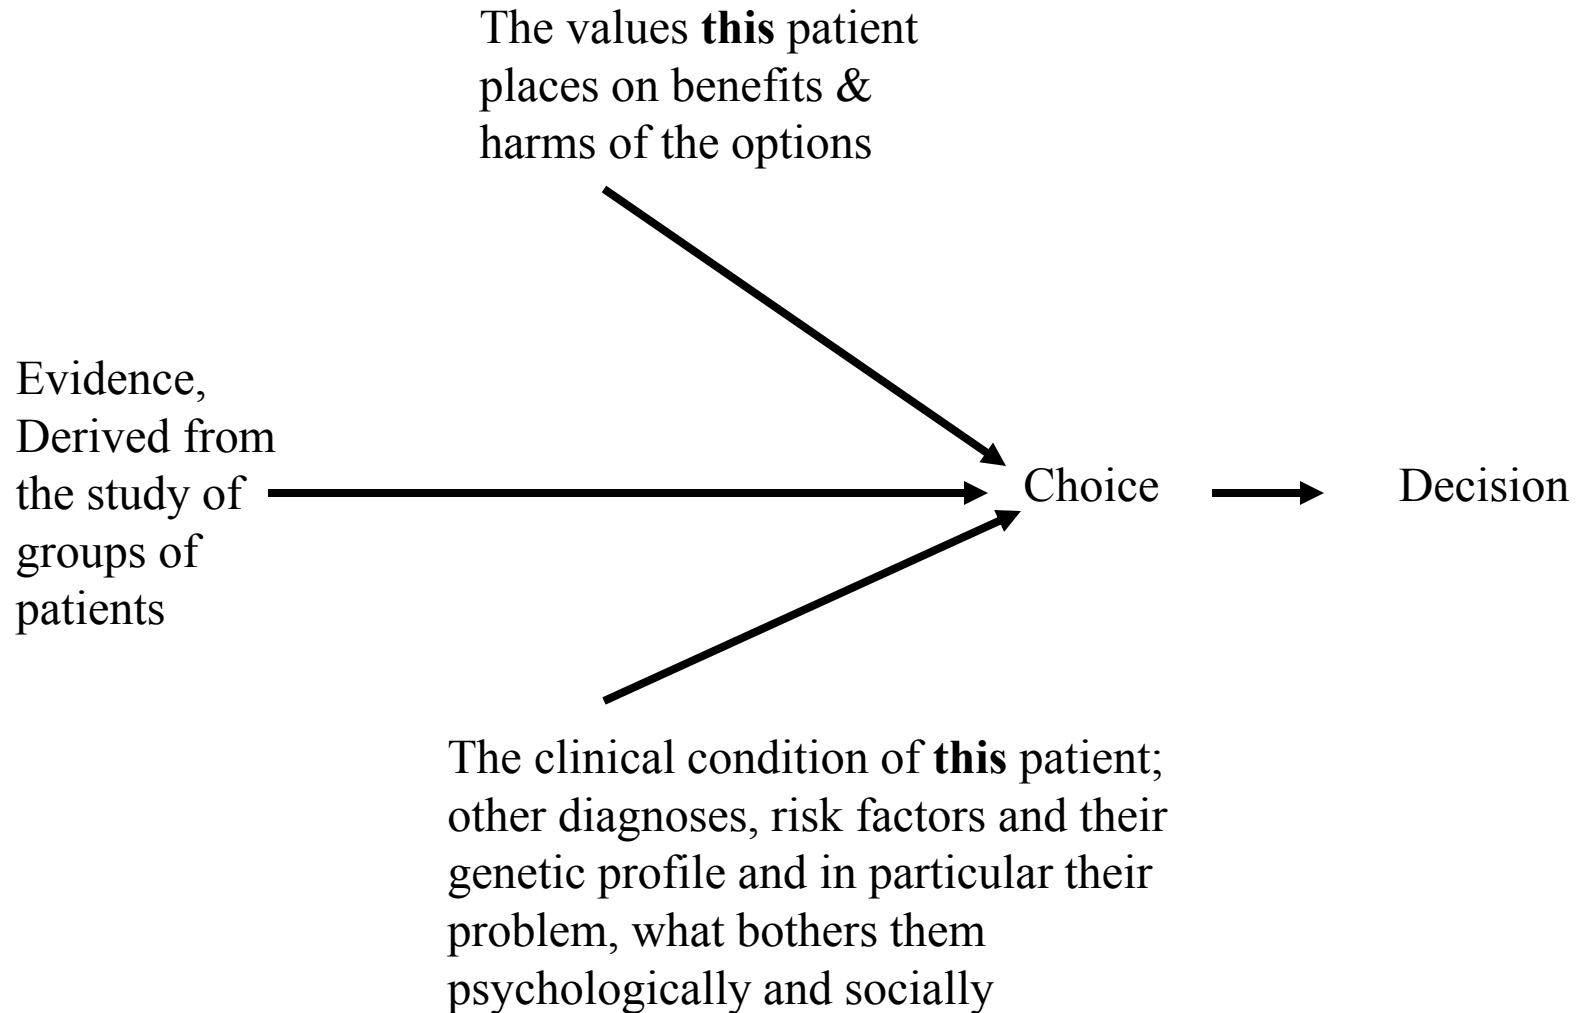 The values this patient
places on benefits &
harms of the options
Evidence,
Derived from
the study of
groups of
patients
Choice
Decision
The clinical condition of this patient;
other diagnoses, risk factors and their
genetic profile and in particular their
problem, what bothers them
psychologically and socially